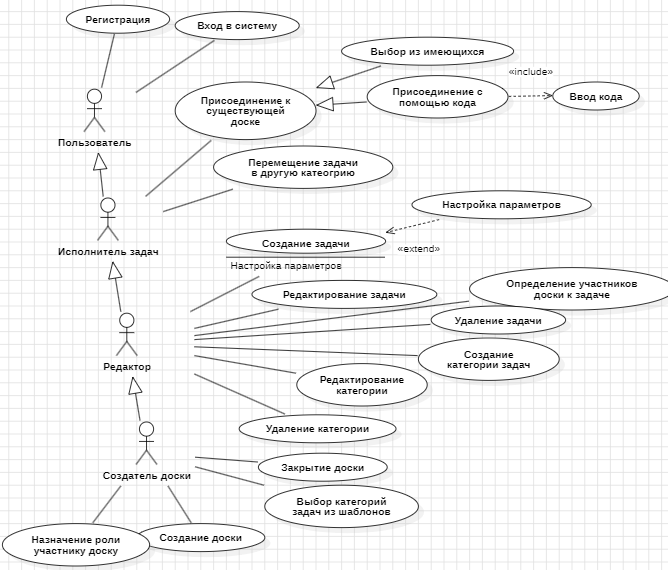 Регистрация
Вход в систему
Выбор из имеющихся
«include»
Присоединение к
существующей
доске
Присоединение с
помощью кода
Ввод кода
Пользователь
Перемещение задачи
в другую катеогрию
Настройка параметров
Исполнитель задач
Создание задачи
«extend»
Настройка параметров
Определение участников
доски к задаче
Редактирование задачи
Удаление задачи
Создание
категории задач
Редактор
Редактирование
категории
Удаление категории
Закрытие доски
Создатель доски
Выбор категорий
задач из шаблонов
Назначение роли
участнику доску
Создание доски